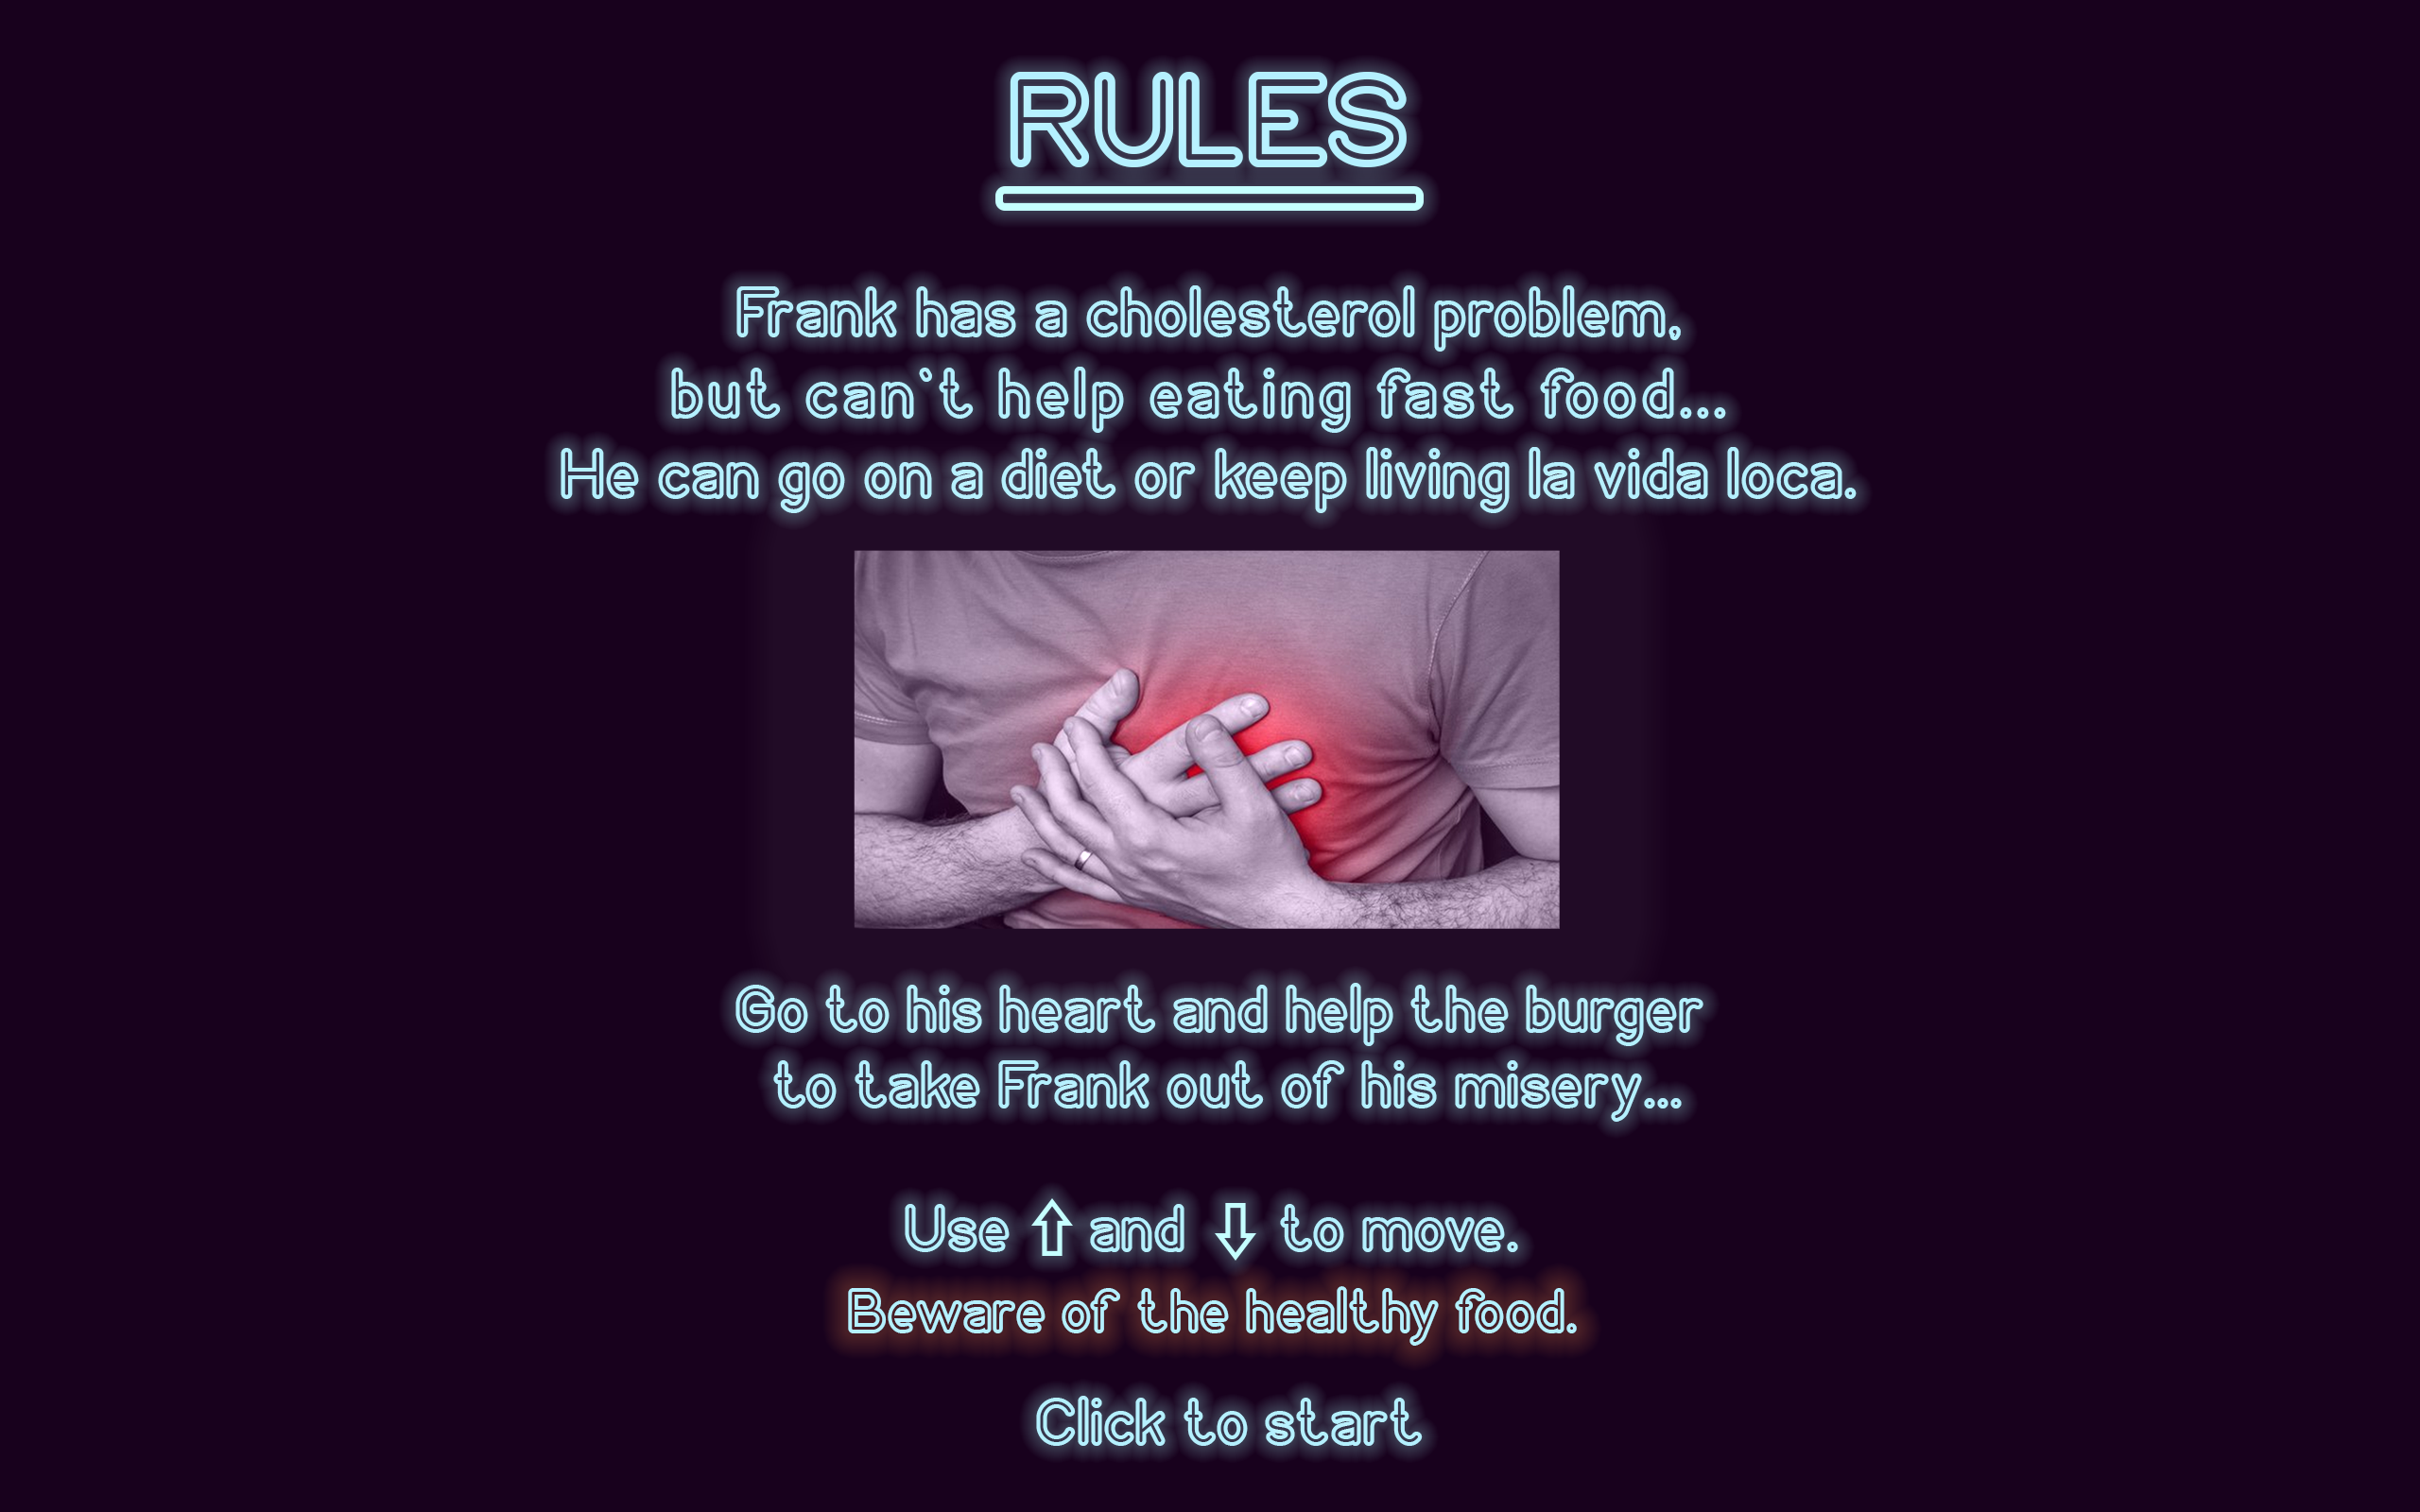 RULES
Frank has a cholesterol problem,
but can't help eating fast food...
He can go on a diet or keep living la vida loca.
Go to his heart and help the burger
to take Frank out of his misery...
Use ⇧ and ⇩ to move.
Beware of the healthy food.
Click to start